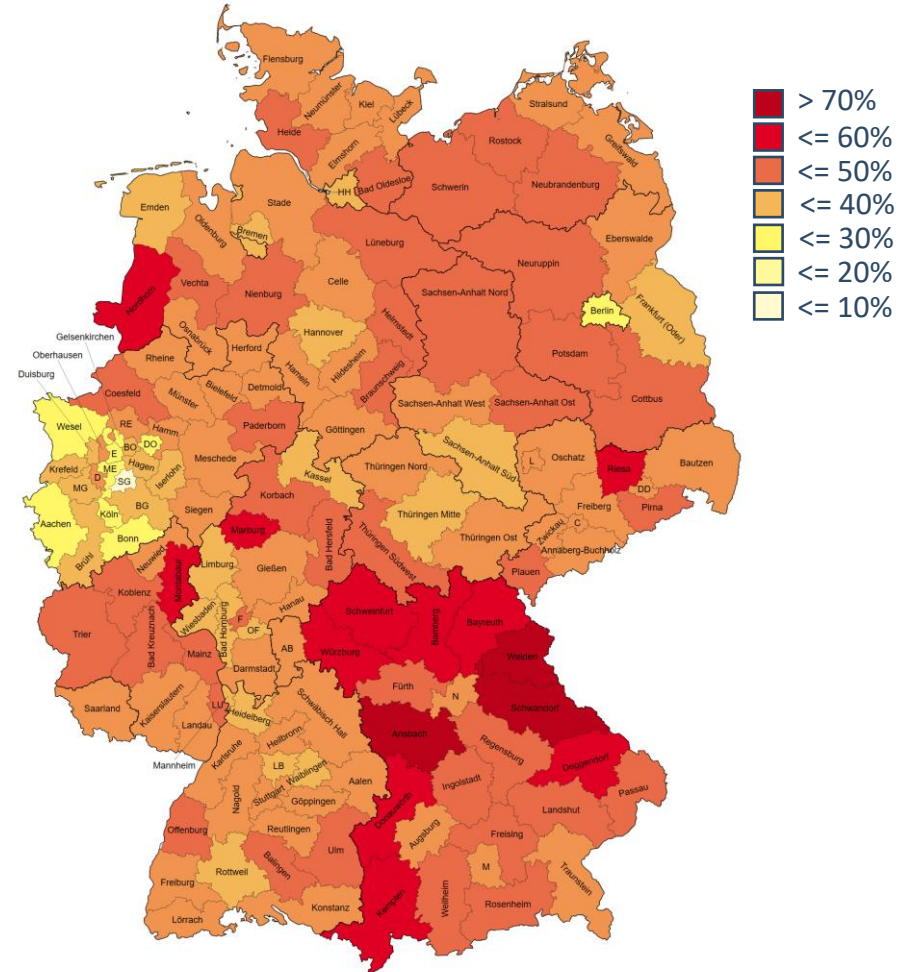 Flensburg
Neumünster
Kiel
Lübeck
Heide
Elmshorn
HH
Bad Oldesloe
Stralsund
Rostock
Greifswald
Schwerin
Neubrandenburg
> 70%
<= 60%
<= 50%
<= 40%
<= 30%
<= 20%
<= 10%
Emden
Oldenburg
Bremen
Stade
Lüneburg
Eberswalde
Neuruppin
Nordhorn
Vechta
Nienburg
Celle
Sachsen-Anhalt Nord
Berlin
Frankfurt (Oder)
Gelsenkirchen
Oberhausen
Duisburg
Osnabrück
Rheine
Herford
Hannover
Hameln
Hildesheim
Helmstedt
Braunschweig
Potsdam
Cottbus
Coesfeld
Münster
Bielefeld
Detmold
Sachsen-Anhalt West
Sachsen-Anhalt Ost
Wesel
RE
Hamm
E
BO
DO
Paderborn
Göttingen
Sachsen-Anhalt Süd
Krefeld
D
ME
Hagen
Iserlohn
Meschede
Kassel
Thüringen Nord
L
Oschatz
Riesa
Bautzen
MG
SG
BG
Korbach
Thüringen Mitte
DD
Freiberg
Pirna
Aachen
Köln
Bonn
Siegen
Marburg
Bad Hersfeld
Thüringen Südwest
Thüringen Ost
Zwickau
C
Annaberg-Buchholz
Plauen
Brühl
Neuwied
Montabaur
Limburg
Gießen
Koblenz
Wiesbaden
Bad Homburg
F
OF
Hanau
Schweinfurt
Bamberg
Bayreuth
Trier
Bad Kreuznach
Mainz
Darmstadt
AB
Würzburg
Weiden
Saarland
Kaiserslautern
LU
Landau
Heidelberg
Fürth
N
Schwandorf
Mannheim
Karlsruhe
Heilbronn
Schwäbisch Hall
Ansbach
Regensburg
Deggendorf
Nagold
LB
Stuttgart
Waiblingen
Göppingen
Aalen
Donauwörth
Ingolstadt
Passau
Landshut
Offenburg
Reutlingen
Balingen
Ulm
Augsburg
Freising
Rottweil
M
Traunstein
Freiburg
Lörrach
Konstanz
Kempten
Weilheim
Rosenheim